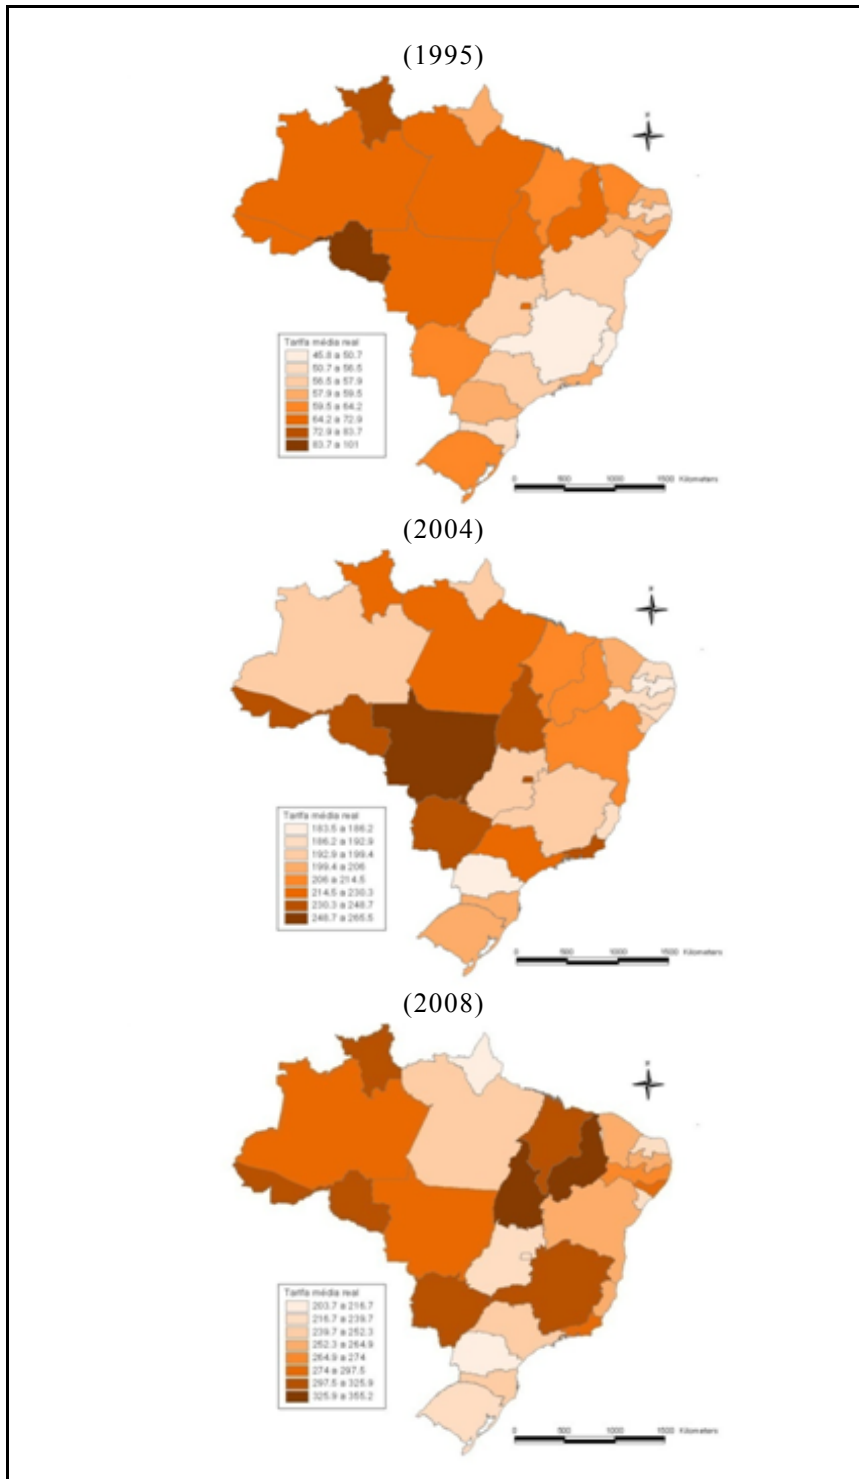 (1995)
Tarifa média real
45.8 a 50.7
50.7 a 56.5
56.5 a 57.9
57.9 a 59.5
59.5 a 64.2
64.2 a 72.9
72.9 a 83.7
83.7 a 101
0 500 1000 1500 Kilometers
(2004)
Tarifa média real
183.5 a 186.2
186.2 a 192.9
192.9 a 199.4
199.4 a 206
206 a 214.5
214.5 a 230.3
230.3 a 248.7
248.7 a 265.5
0 500 1000 1500 Kilometers
(2008)
Tarifa média real
203.7 a 216.7
216.7 a 239.7
239.7 a 252.3
252.3 a 264.9
264.9 a 274
274 a 297.5
297.5 a 325.9
325.9 a 355.2
0 500 1000 1500 Kilometers